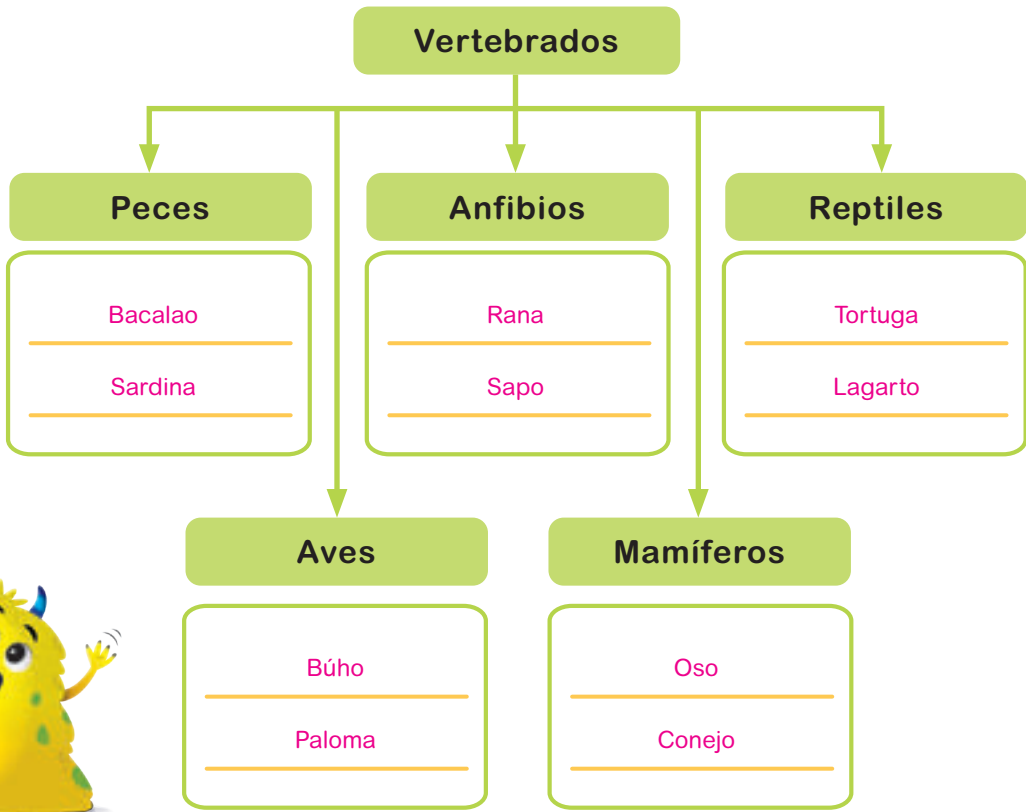 Vertebrados
Peces
Anfibios
Reptiles
Bacalao
Rana
Tortuga
Sardina
Sapo
Lagarto
Aves
Mamíferos
Búho
Oso
Paloma
Conejo